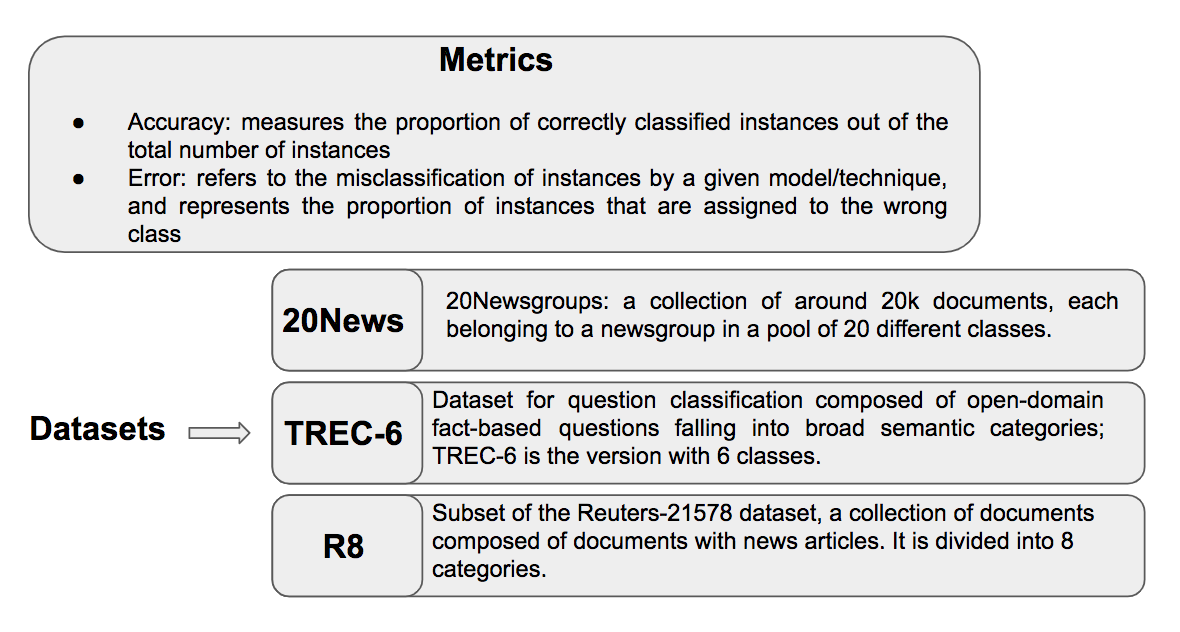 Metrics
● Accuracy: measures the proportion of correctly classified instances out of the
total number of instances
● Error: refers to the misclassification of instances by a given model/technique,
and represents the proportion of instances that are assigned to the wrong
class
Datasets
20News
20Newsgroups: a collection of around 20k documents, each
belonging to a newsgroup in a pool of 20 different classes.
TREC-6
Dataset for question classification composed of open-domain
fact-based questions falling into broad semantic categories;
TREC-6 is the version with 6 classes.
R8
Subset of the Reuters-21578 dataset, a collection of documents
composed of documents with news articles. It is divided into 8
categories.